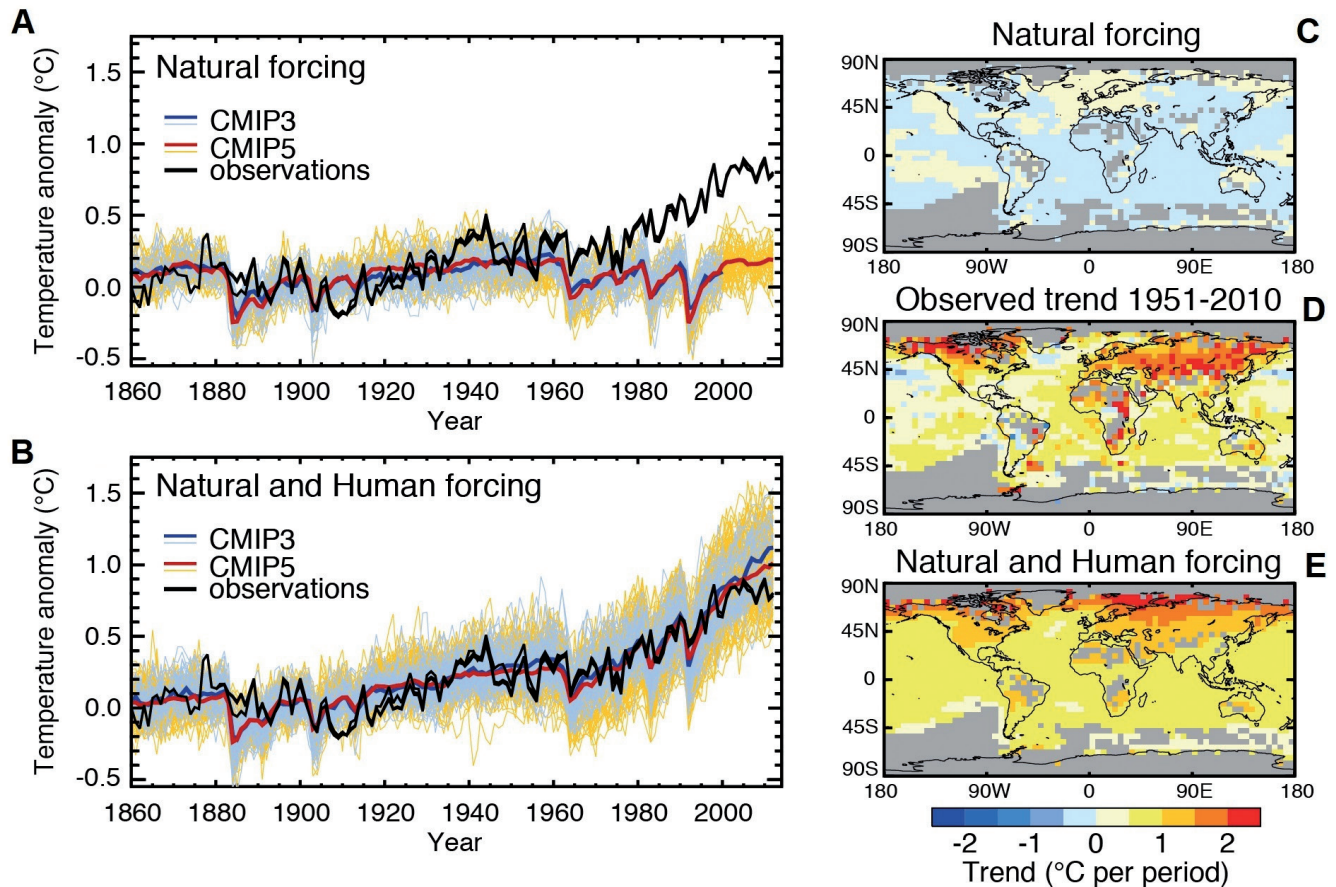 A
Natural forcing
CMIP3
CMIP5
observations
Temperature anomaly (°C)
1.5
1.0
0.5
0.0
-0.5
1860 1880 1900 1920 1940 1960 1980 2000
Year
B
Natural and Human forcing
CMIP3
CMIP5
observations
Temperature anomaly (°C)
1.5
1.0
0.5
0.0
-0.5
1860 1880 1900 1920 1940 1960 1980 2000
Year
Natural forcing
C
90N
45N
0
45S
90S
180 90W 0 90E 180
Observed trend 1951-2010
D
90N
45N
0
45S
90S
180 90W 0 90E 180
Natural and Human forcing
E
90N
45N
0
45S
90S
180 90W 0 90E 180
-2 -1 0 1 2
Trend (°C per period)